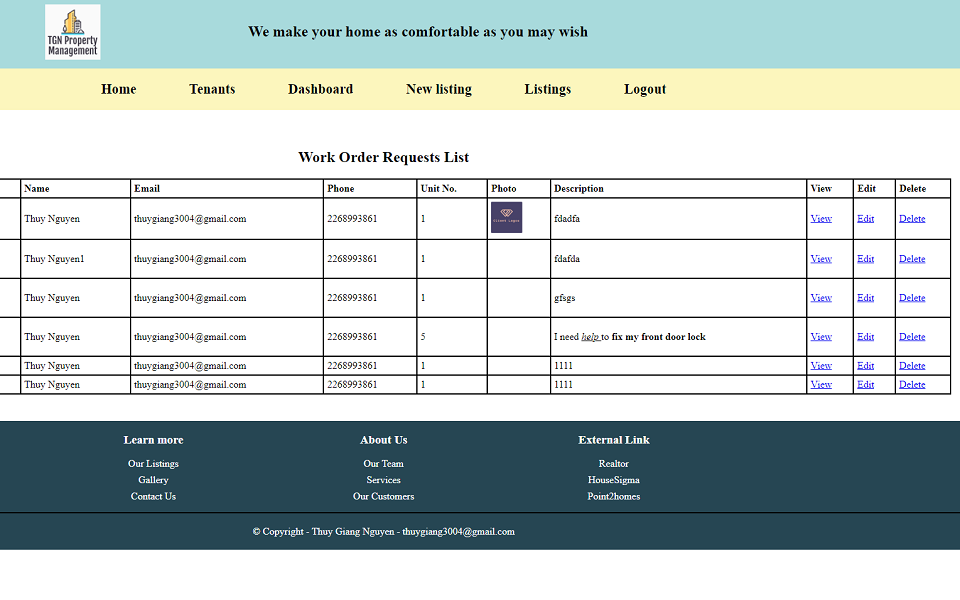 TGN Property
Management
We make your home as comfortable as you may wish
Home Tenants Dashboard New listing Listings Logout
Work Order Requests List
Name Email Phone Unit No. Photo Description View Edit Delete
Thuy Nguyen thuygiang3004@gmail.com 2268993861 1 fdadfa View Edit Delete
Thuy Nguyen1 thuygiang3004@gmail.com 2268993861 1 fdafda View Edit Delete
Thuy Nguyen thuygiang3004@gmail.com 2268993861 1 gfsgs View Edit Delete
Thuy Nguyen thuygiang3004@gmail.com 2268993861 5 I need help to fix my front door lock View Edit Delete
Thuy Nguyen thuygiang3004@gmail.com 2268993861 1 1111 View Edit Delete
Thuy Nguyen thuygiang3004@gmail.com 2268993861 1 1111 View Edit Delete
Learn more About Us External Link
Our Listings Our Team Realtor
Gallery Services HouseSigma
Contact Us Our Customers Point2homes
© Copyright - Thuy Giang Nguyen - thuygiang3004@gmail.com